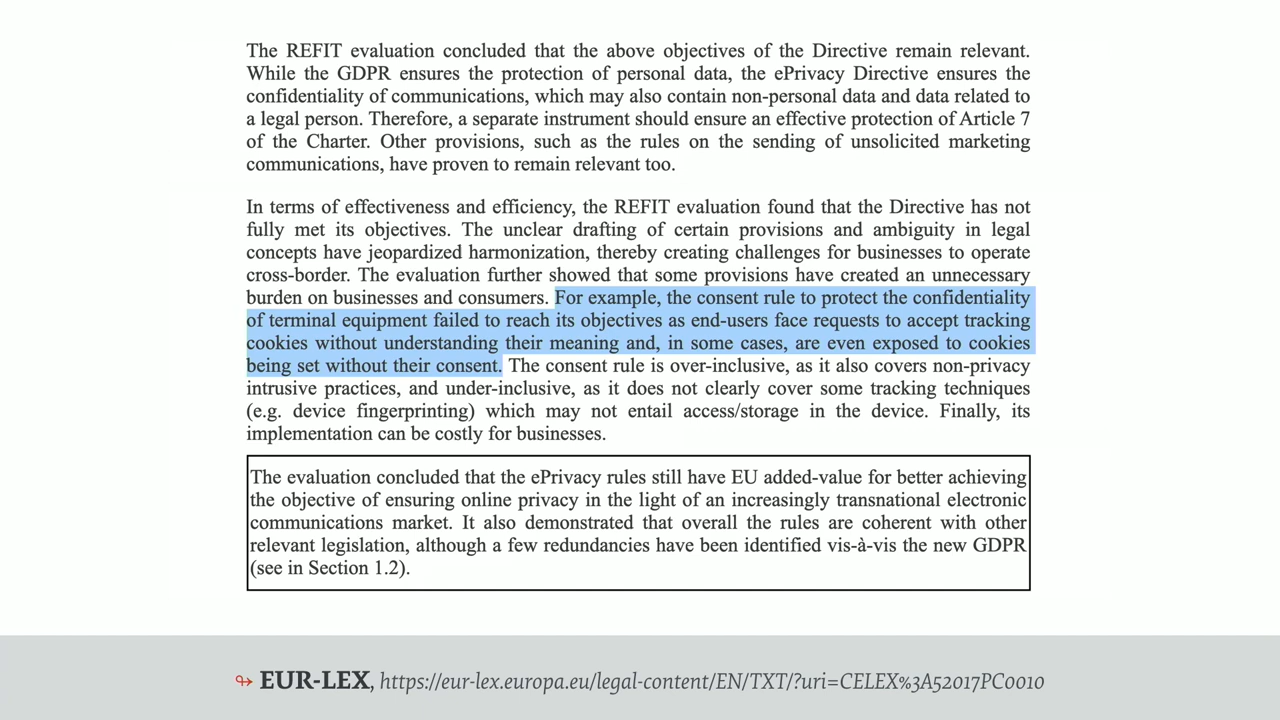 The REFIT evaluation concluded that the above objectives of the Directive remain relevant.
While the GDPR ensures the protection of personal data, the ePrivacy Directive ensures the
confidentiality of communications, which may also contain non-personal data and data related to
a legal person. Therefore, a separate instrument should ensure an effective protection of Article 7
of the Charter. Other provisions, such as the rules on the sending of unsolicited marketing
communications, have proven to remain relevant too.
In terms of effectiveness and efficiency, the REFIT evaluation found that the Directive has not
fully met its objectives. The unclear drafting of certain provisions and ambiguity in legal
concepts have jeopardized harmonization, thereby creating challenges for businesses to operate
cross-border. The evaluation further showed that some provisions have created an unnecessary
burden on businesses and consumers. For example, the consent rule to protect the confidentiality
of terminal equipment failed to reach its objectives as end-users face requests to accept tracking
cookies without understanding their meaning and, in some cases, are even exposed to cookies
being set without their consent. The consent rule is over-inclusive, as it also covers non-privacy
intrusive practices, and under-inclusive, as it does not clearly cover some tracking techniques
(e.g. device fingerprinting) which may not entail access/storage in the device. Finally, its
implementation can be costly for businesses.
The evaluation concluded that the ePrivacy rules still have EU added-value for better achieving
the objective of ensuring online privacy in the light of an increasingly transnational electronic
communications market. It also demonstrated that overall the rules are coherent with other
relevant legislation, although a few redundancies have been identified vis-à-vis the new GDPR
(see in Section 1.2).
↬ EUR-LEX, https://eur-lex.europa.eu/legal-content/EN/TXT/?uri=CELEX%3A52017PC0010